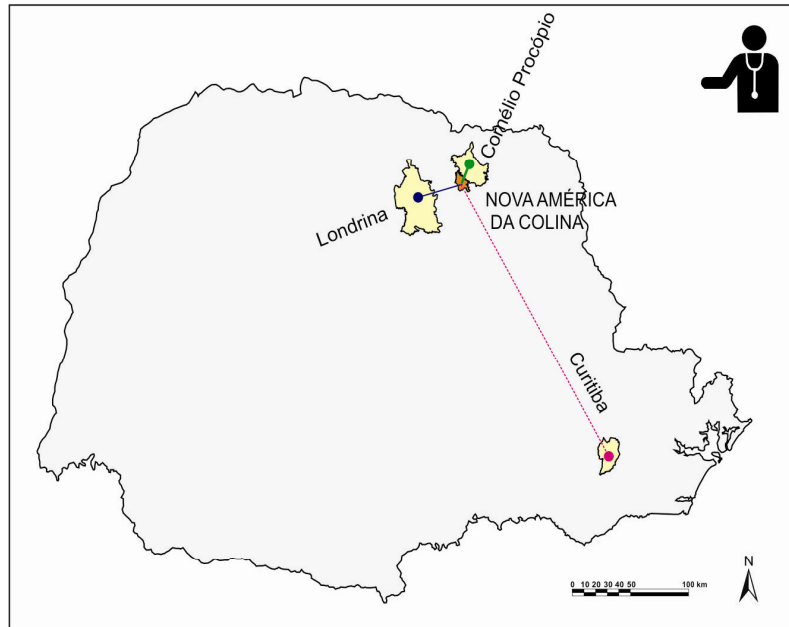 Cornélio Procópio
NOVA AMÉRICA
DA COLINA
Londrina
Curitiba
N
0 10 20 30 40 50 100 km